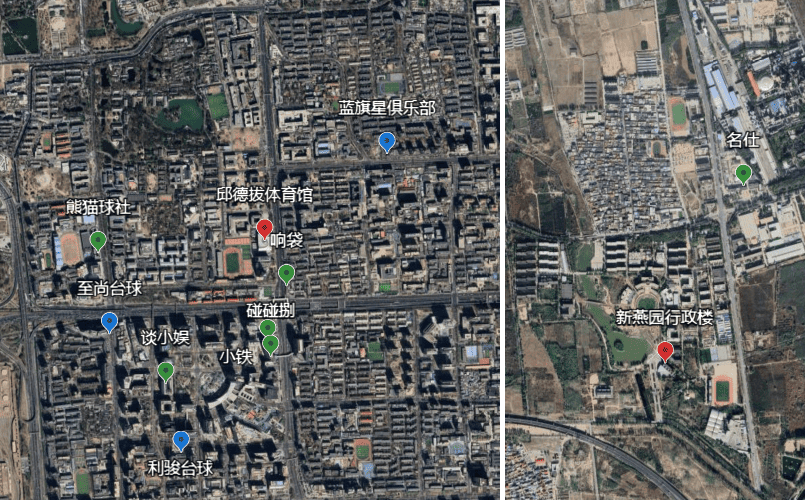 蓝旗星俱乐部
名仕
邱德拔体育馆
熊猫球社
响袋
至尚台球
碰碰捌
新燕园行政楼
谈小娱
小铁
利骏台球